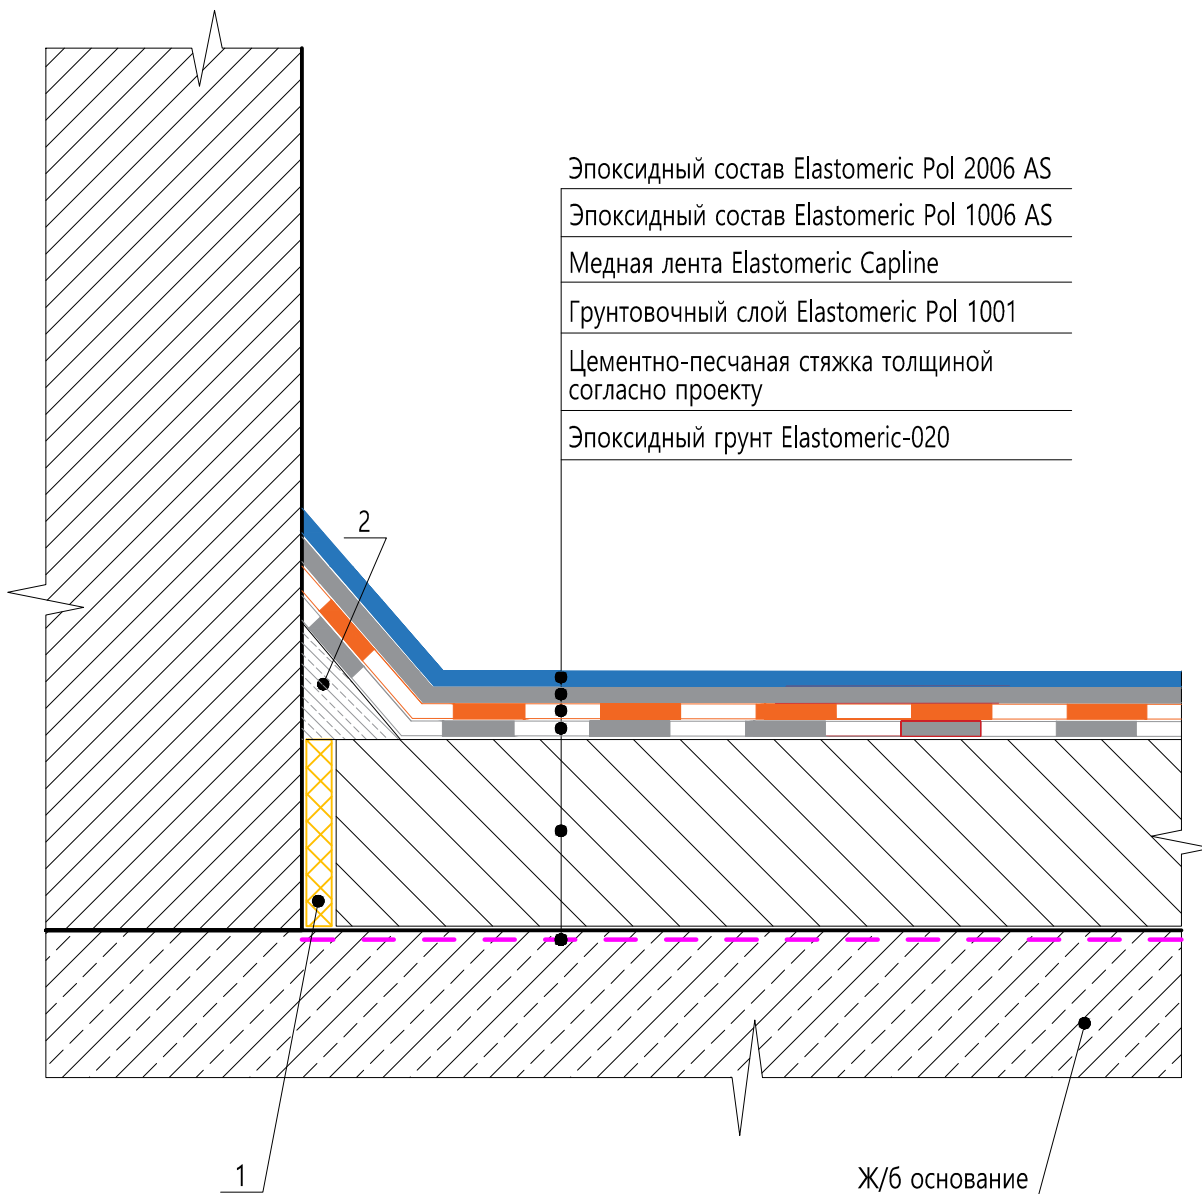 Эпоксидный состав Elastomeric Pol 2006 AS
Эпоксидный состав Elastomeric Pol 1006 AS
Медная лента Elastomeric Capline
Грунтовочный слой Elastomeric Pol 1001
Цементно-песчаная стяжка толщиной
согласно проекту
Эпоксидный грунт Elastomeric-020
2
1
Ж/б основание